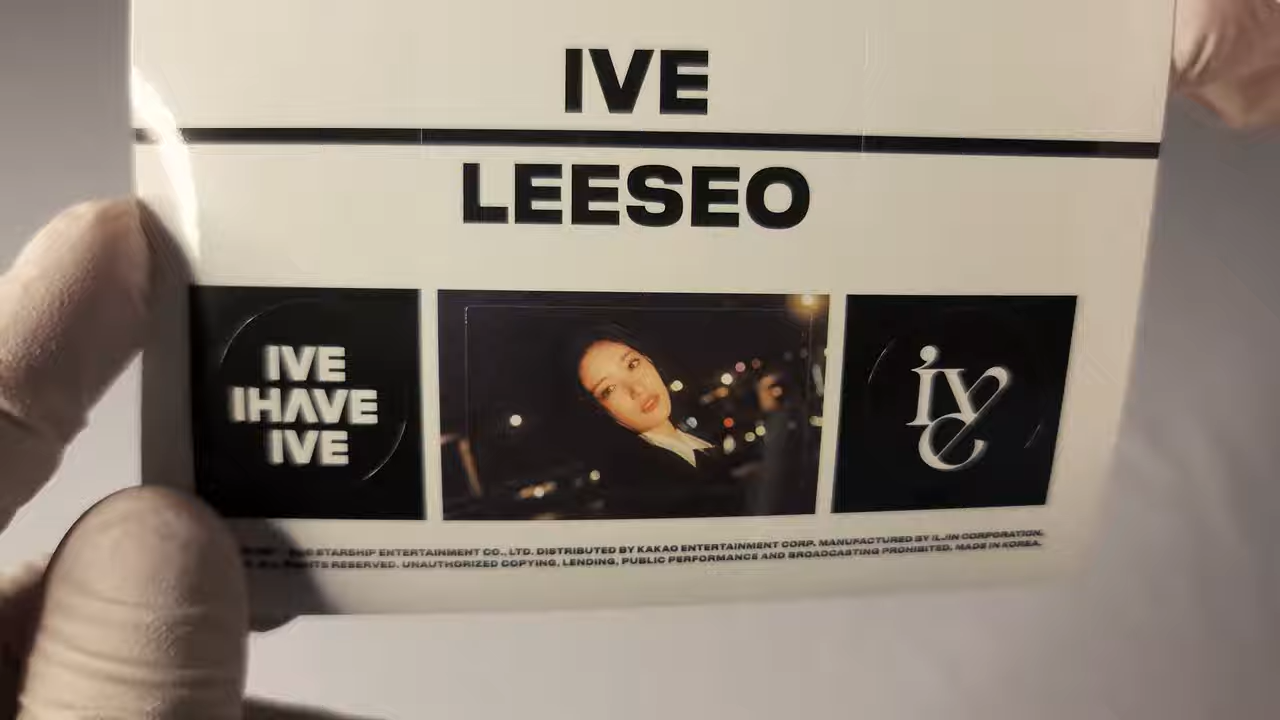 IVE
LEESEO
IVE
IHAVE
IVE
ive
STARSHIP ENTERTAINMENT CO., LTD. DISTRIBUTED BY KAKAO ENTERTAINMENT CORP. MANUFACTURED BY IL JIN CORPORATION.
RIGHTS RESERVED. UNAUTHORIZED COPYING, LENDING, PUBLIC PERFORMANCE AND BROADCASTING PROHIBITED. MADE IN KOREA.